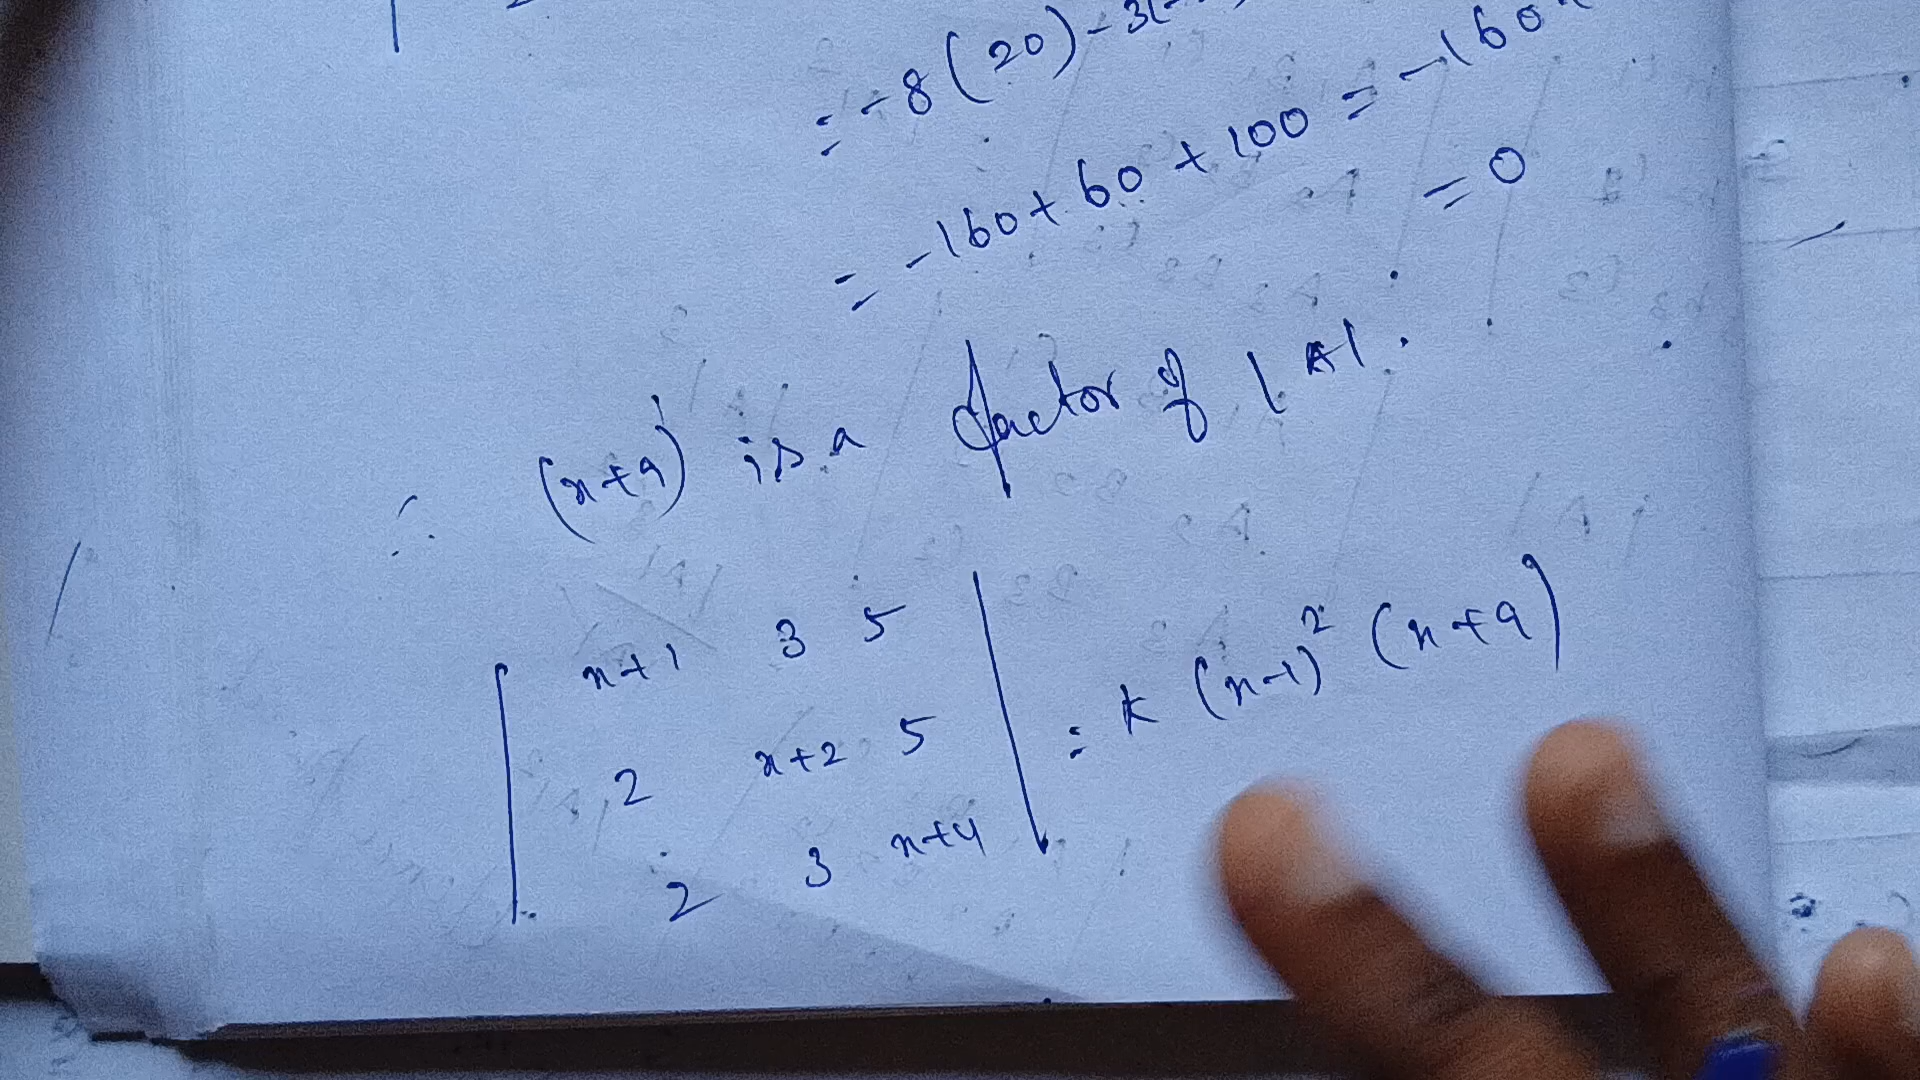 = -8(20)-3(
= -160+60+100 = -160
= 0
∴ (x+9) is a factor of |A|.
| x+1 3 5 |
| 2 x+2 5 | = k (x-1)² (x+9)
| 2 3 x+4 |